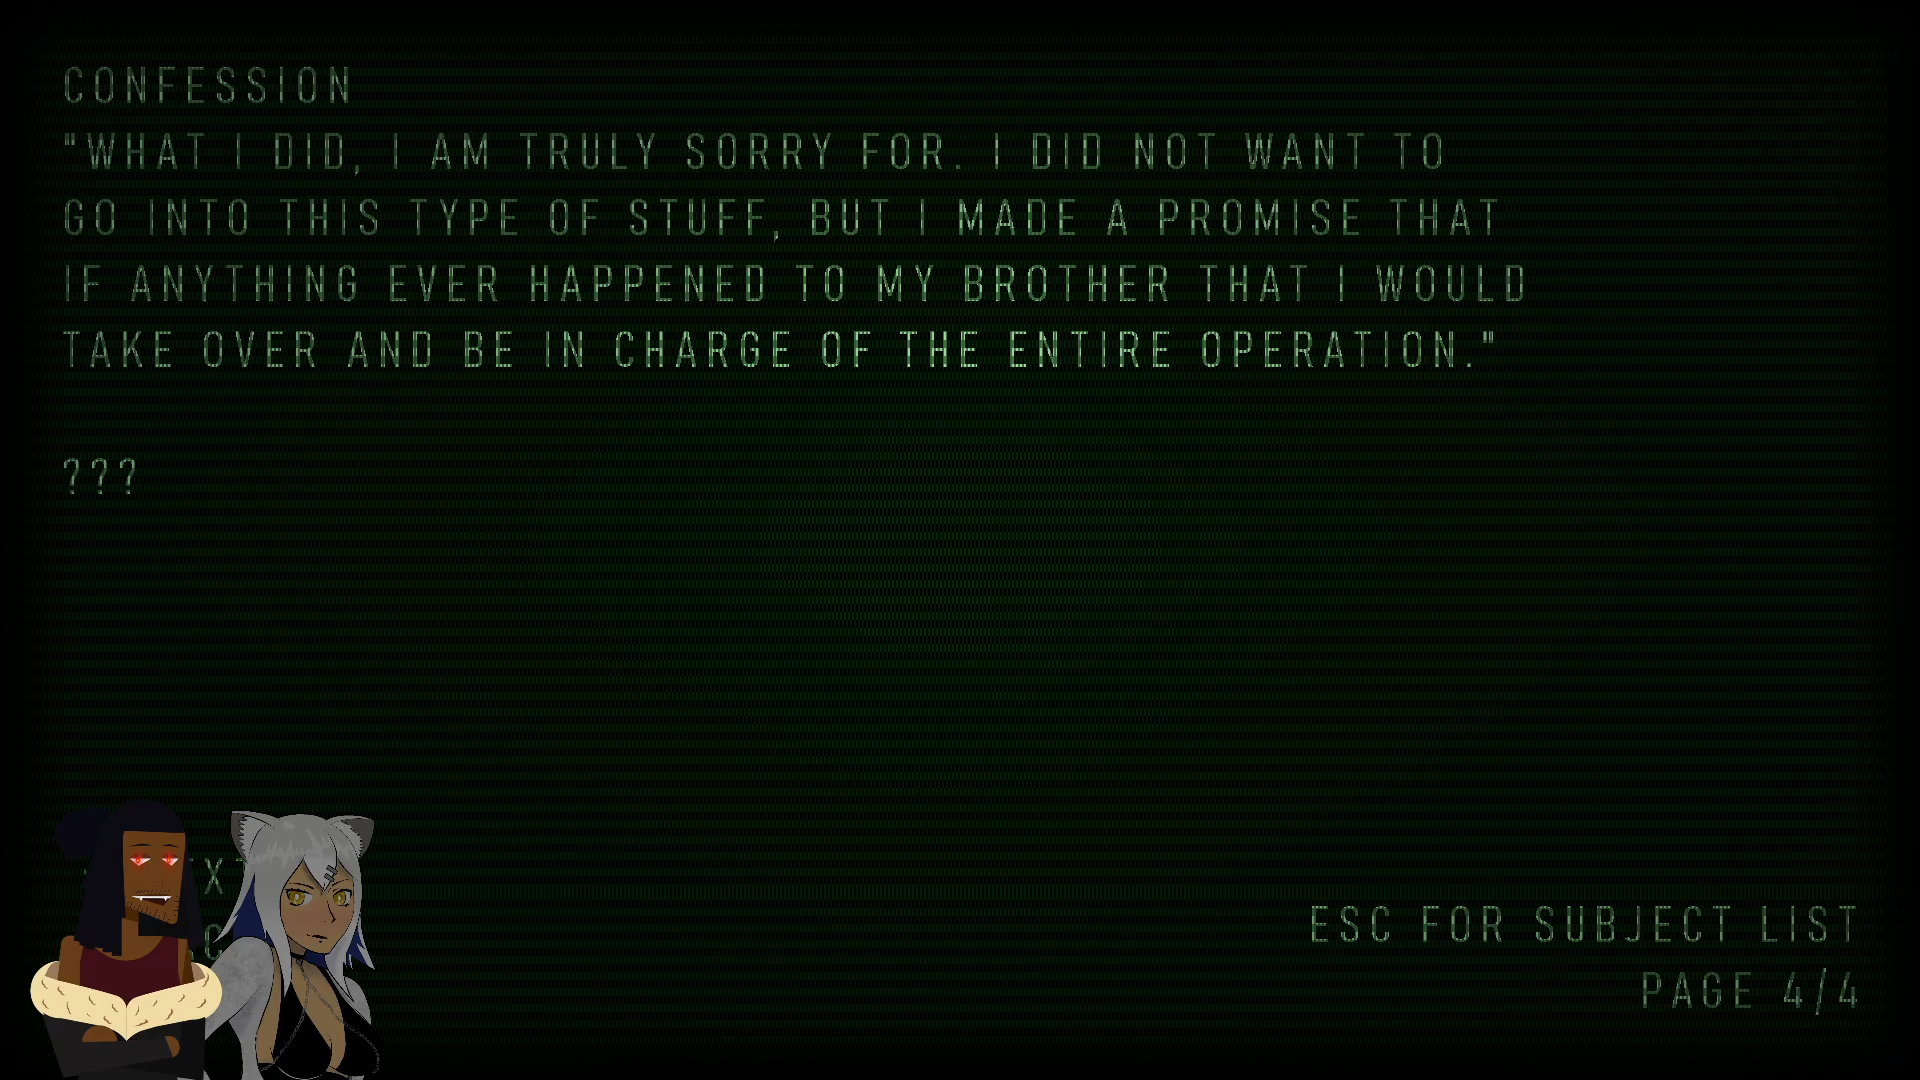 CONFESSION
"WHAT I DID, I AM TRULY SORRY FOR. I DID NOT WANT TO
GO INTO THIS TYPE OF STUFF, BUT I MADE A PROMISE THAT
IF ANYTHING EVER HAPPENED TO MY BROTHER THAT I WOULD
TAKE OVER AND BE IN CHARGE OF THE ENTIRE OPERATION."
???
ESC FOR SUBJECT LIST
PAGE 4/4